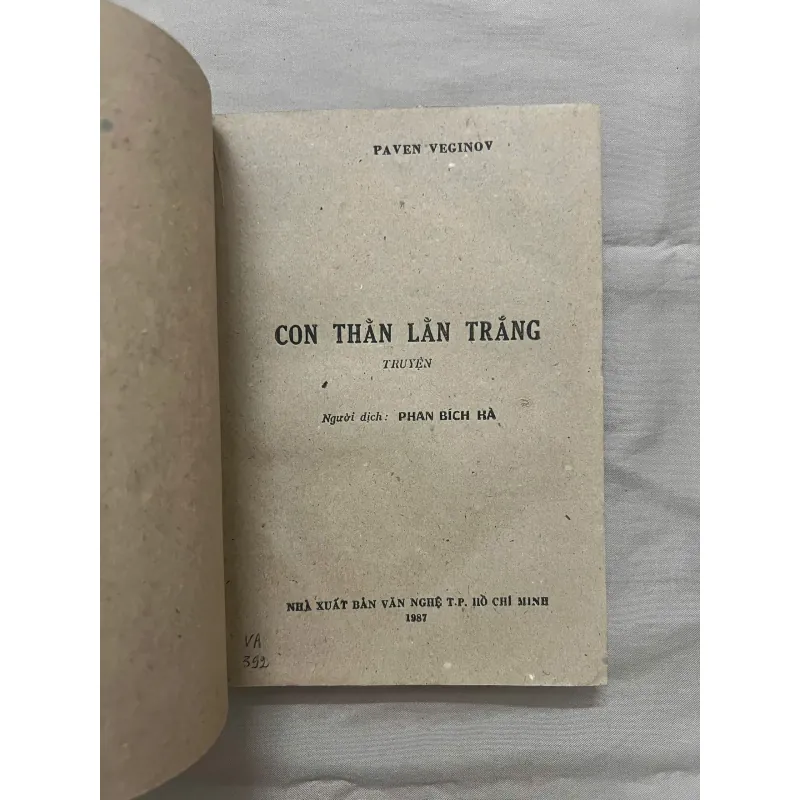 PAVEN VEGINOV
CON THẰN LẰN TRẮNG
TRUYỆN
Người dịch: PHAN BÍCH HÀ
NHÀ XUẤT BẢN VĂN NGHỆ T.P. HỒ CHÍ MINH
1987
VA
392